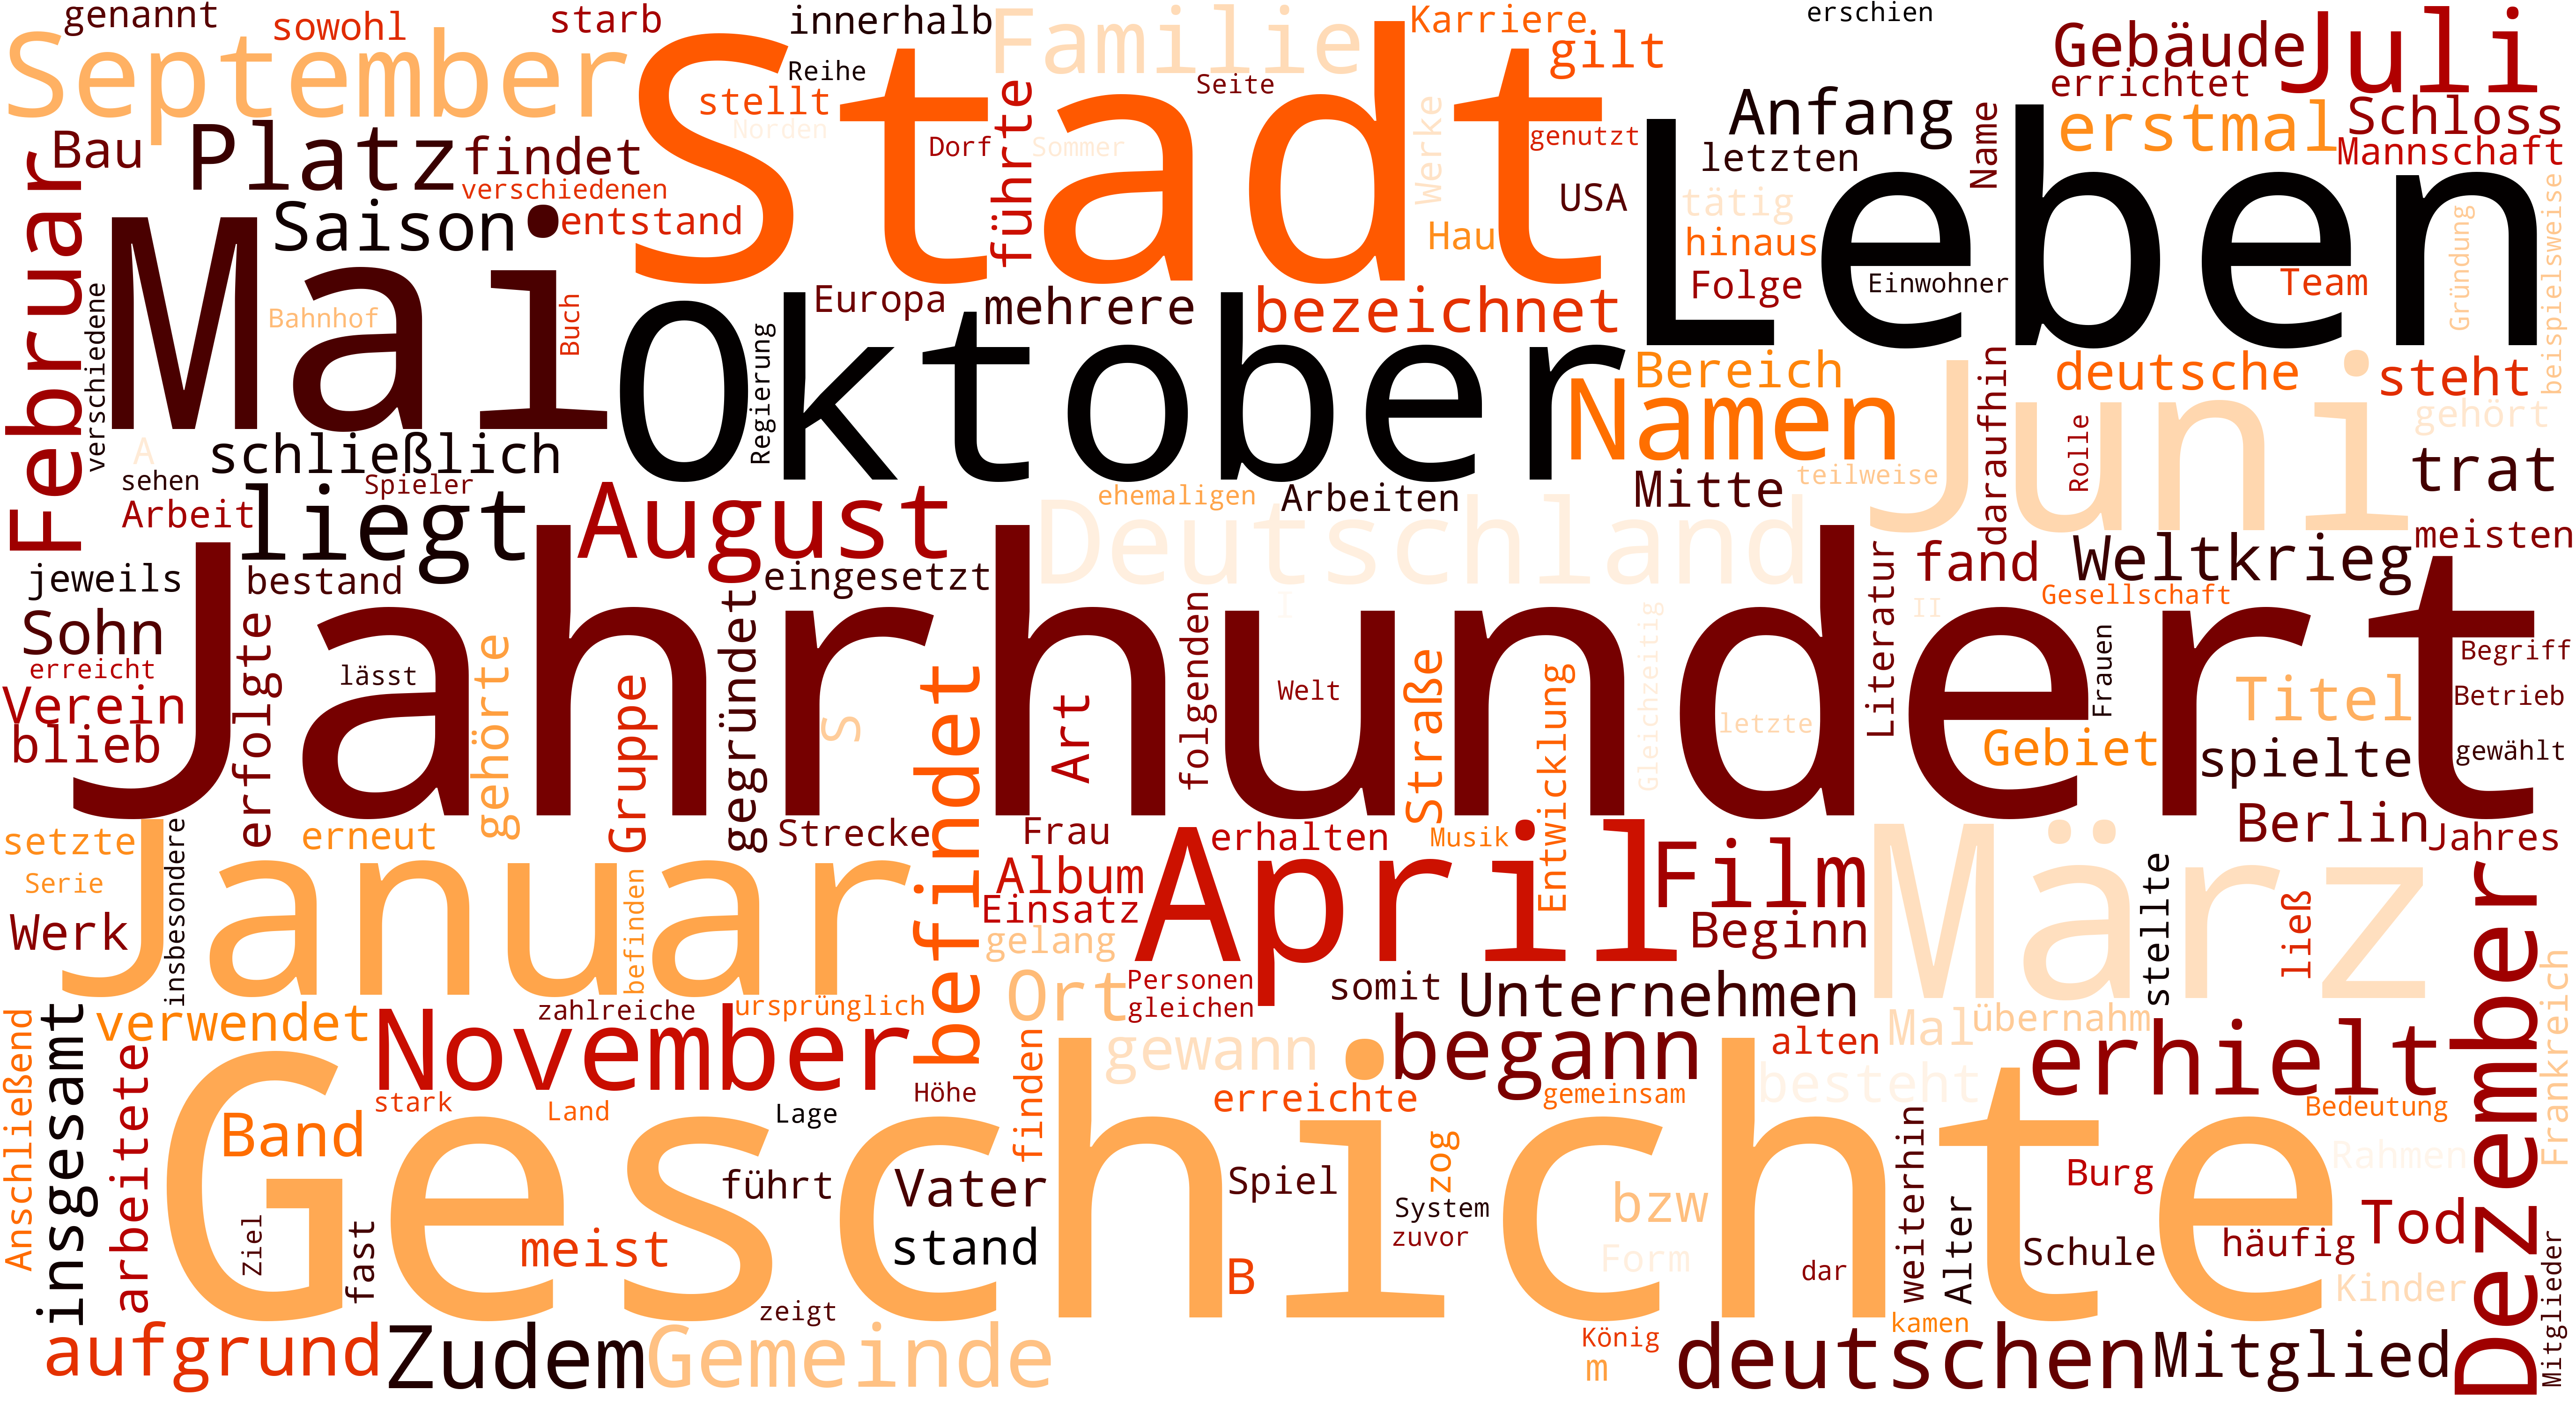 genannt
sowohl
starb
innerhalb
Familie
Karriere
erschien
Gebäude
Juli
September
Stadt
Reihe
Seite
gilt
errichtet
stellt
Norden
Dorf
Sommer
führte
Werke
genutzt
Anfang
letzten
Name
erstmal
Schloss
Mannschaft
Bau
Platz
findet
verschiedenen
Februar
Saison
entstand
USA
tätig
Leben
Hau
hinaus
Folge
Einwohner
Team
Gründung
beispielsweise
Mai
verschiedene
Bahnhof
Buch
Europa
mehrere
bezeichnet
Oktober
Regierung
Bereich
Namen
deutsche
steht
Juni
daraufhin
Rolle
gehört
A
schließlich
sehen
Spieler
Arbeit
liegt
August
ehemaligen
Arbeiten
Mitte
teilweise
trat
Deutschland
meisten
jeweils
bestand
eingesetzt
fand
Weltkrieg
Gesellschaft
Jahrhundert
Sohn
erreicht
Verein
blieb
erfolgte
lässt
gehörte
Gruppe
gegründet
S
befindet
Art
folgenden
I
Welt
Straße
Entwicklung
Gleichzeitig
letzte
Literatur
II
Frauen
Begriff
Betrieb
Titel
Gebiet
spielte
gewählt
setzte
Serie
Werk
insbesondere
erneut
Januar
befinden
Strecke
Frau
erhalten
Musik
Berlin
Jahres
Album
Einsatz
April
Film
Beginn
März
stellte
ließ
gelang
Ort
Personen
gleichen
somit
Unternehmen
Dezember
Frankreich
Anschließend
insgesamt
verwendet
arbeitete
zahlreiche
ursprünglich
November
finden
gewann
begann
alten
Mal
übernahm
besteht
erhielt
stark
Land
Lage
Höhe
erreichte
gemeinsam
Bedeutung
Geschichte
Band
Ziel
fast
meist
führt
Vater
stand
Spiel
B
zog
System
zuvor
bzw
Form
dar
weiterhin
Alter
Burg
Schule
häufig
Rahmen
Tod
Kinder
Mitglieder
zeigt
aufgrund
Zudem
Gemeinde
König
m
kamen
deutschen
Mitglied